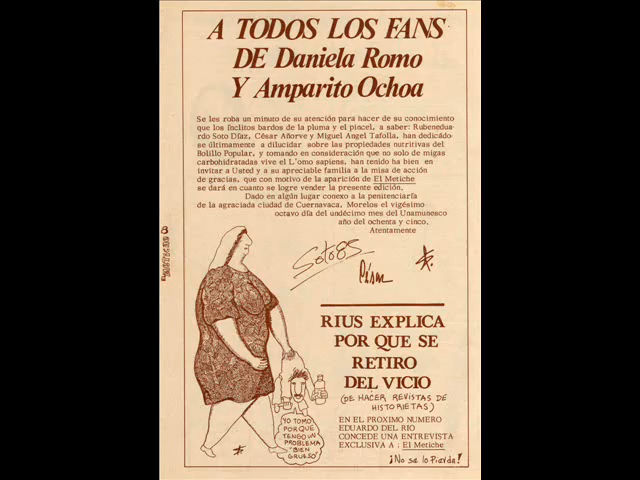 A TODOS LOS FANS
DE Daniela Romo
Y Amparito Ochoa
Se les roba un minuto de su atención para hacer de su conocimiento
que los ínclitos bardos de la pluma y el pincel, a saber: Rubenedua-
rdo Soto Díaz, César Añorve y Miguel Angel Tafolla, han dedicado
se últimamente a dilucidar sobre las propiedades nutritivas del
Bolillo Popular, y tomando en consideración que no solo de migas
carbohidratadas vive el L'omo sapiens, han tenido ha bien en
invitar a Usted y a su apreciable familia a la misa de acción
de gracias, que con motivo de la aparición de El Metiche
se dará en cuanto se logre vender la presente edición.
Dado en algún lugar conexo a la penitenciaría
de la agraciada ciudad de Cuernavaca, Morelos el vigésimo
octavo día del undécimo mes del Unamunesco
año del ochenta y cinco.
Atentamente
Soto85
César
8
RIUS EXPLICA
POR QUE SE
RETIRO
DEL VICIO
(DE HACER REVISTAS DE
HISTORIETAS)
EN EL PROXIMO NUMERO
EDUARDO DEL RIO
CONCEDE UNA ENTREVISTA
EXCLUSIVA A : El Metiche
¡No se lo Pierda!
YO TOMO
PORQUE
TENGO UN
PROBLEMA
"BIEN
GRUESO"